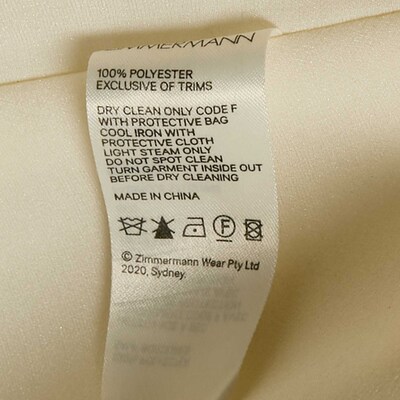 ZIMMERMANN
100% POLYESTER
EXCLUSIVE OF TRIMS
DRY CLEAN ONLY CODE F
WITH PROTECTIVE BAG
COOL IRON WITH
PROTECTIVE CLOTH
LIGHT STEAM ONLY
DO NOT SPOT CLEAN
TURN GARMENT INSIDE OUT
BEFORE DRY CLEANING
MADE IN CHINA
F
© Zimmermann Wear Pty Ltd
2020, Sydney.